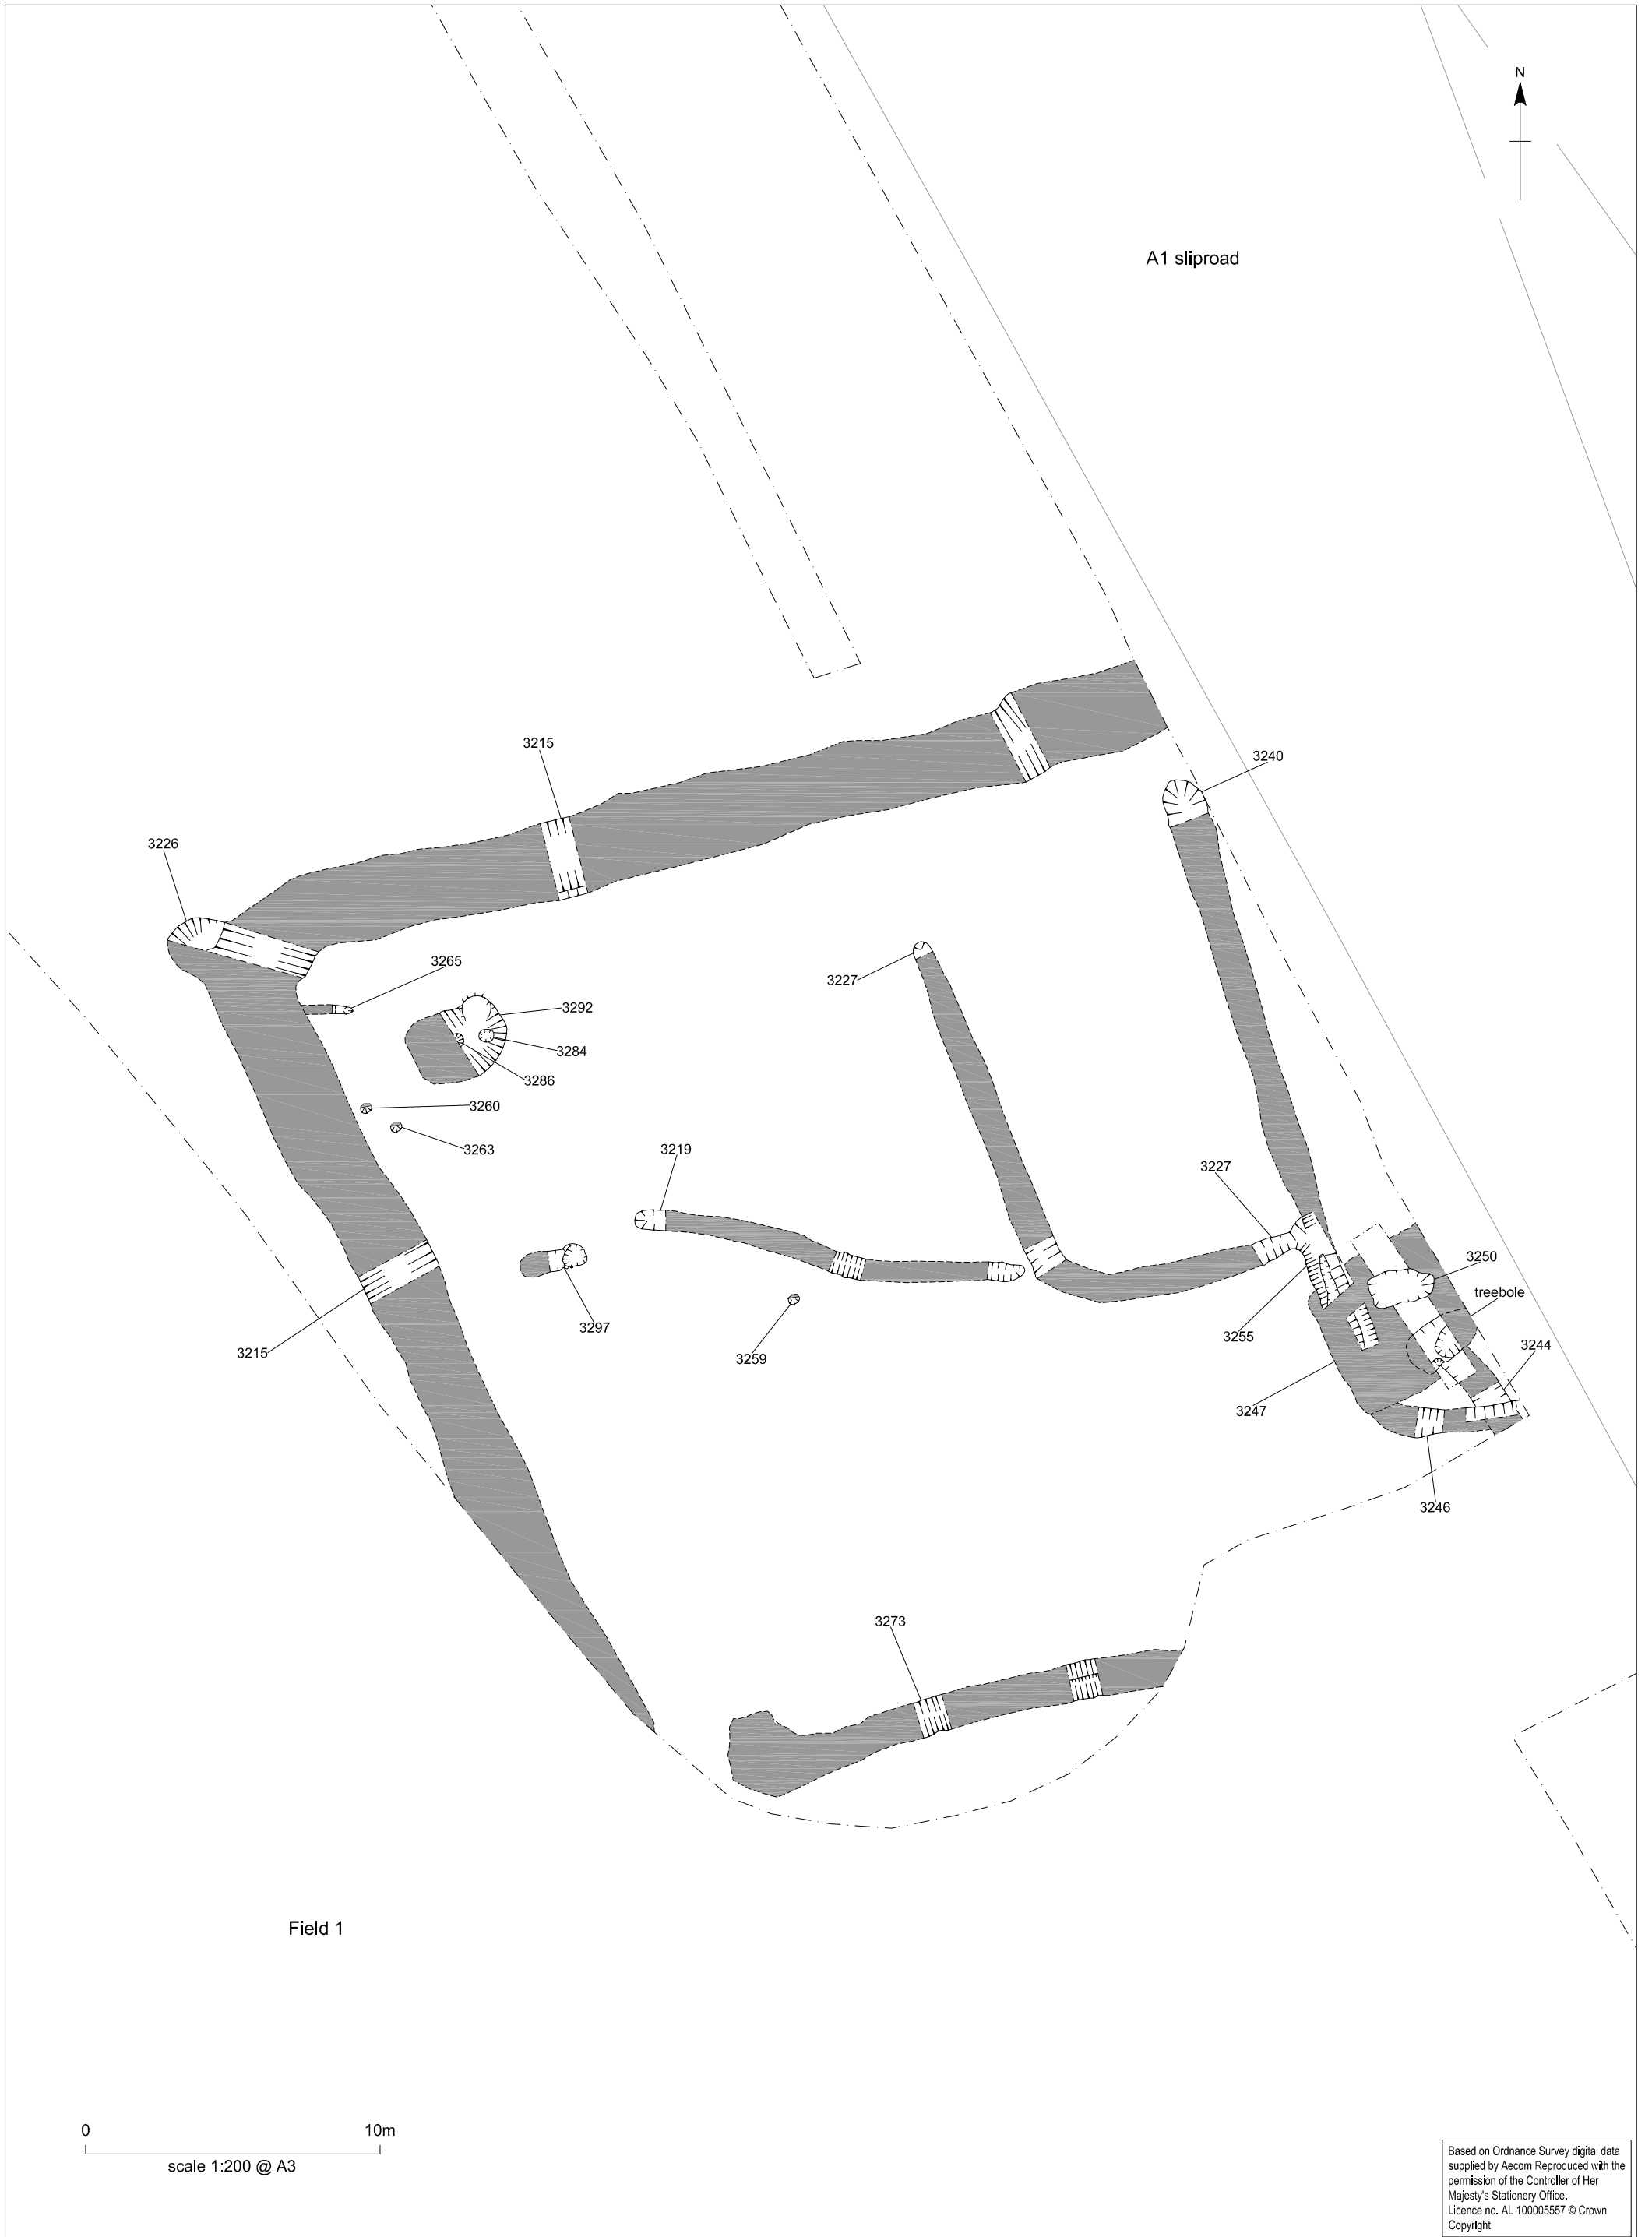 N
A1 sliproad
3215
3240
3226
3265
3227
3292
3284
3286
3260
3263
3219
3227
3250
treebole
3297
3255
3244
3215
3259
3247
3246
3273
Field 1
0 10m
scale 1:200 @ A3
Based on Ordnance Survey digital data
supplied by Aecom Reproduced with the
permission of the Controller of Her
Majesty's Stationery Office.
Licence no. AL 100005557 © Crown
Copyright